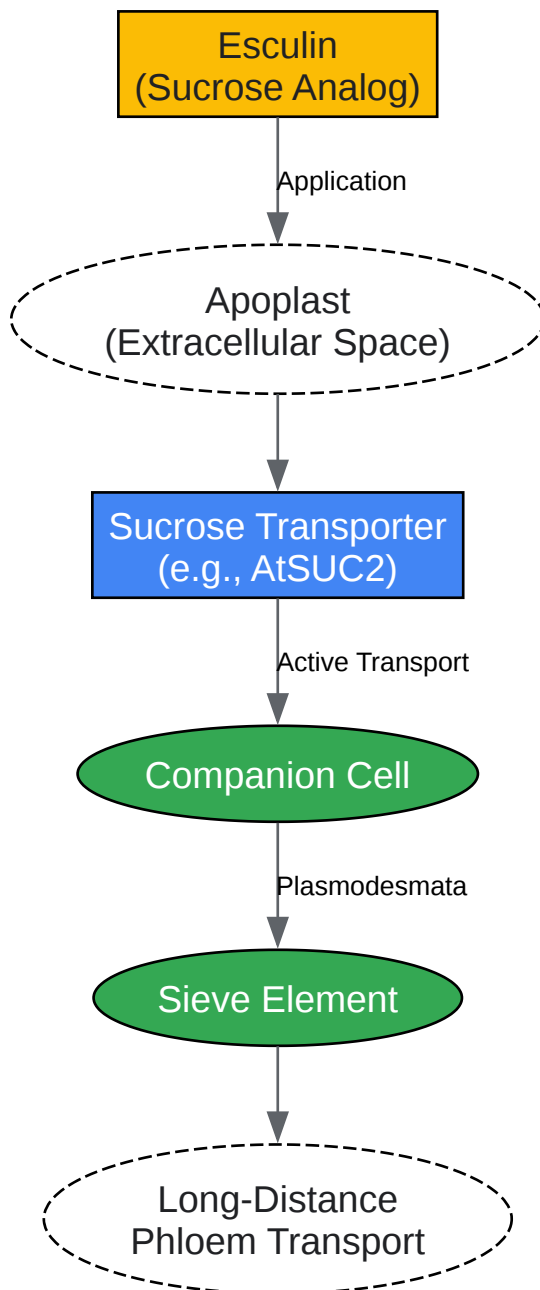 Esculin
(Sucrose Analog)
Application
Apoplast
(Extracellular Space)
Sucrose Transporter
(e.g., AtSUC2)
Active Transport
Companion Cell
Plasmodesmata
Sieve Element
Long-Distance
Phloem Transport